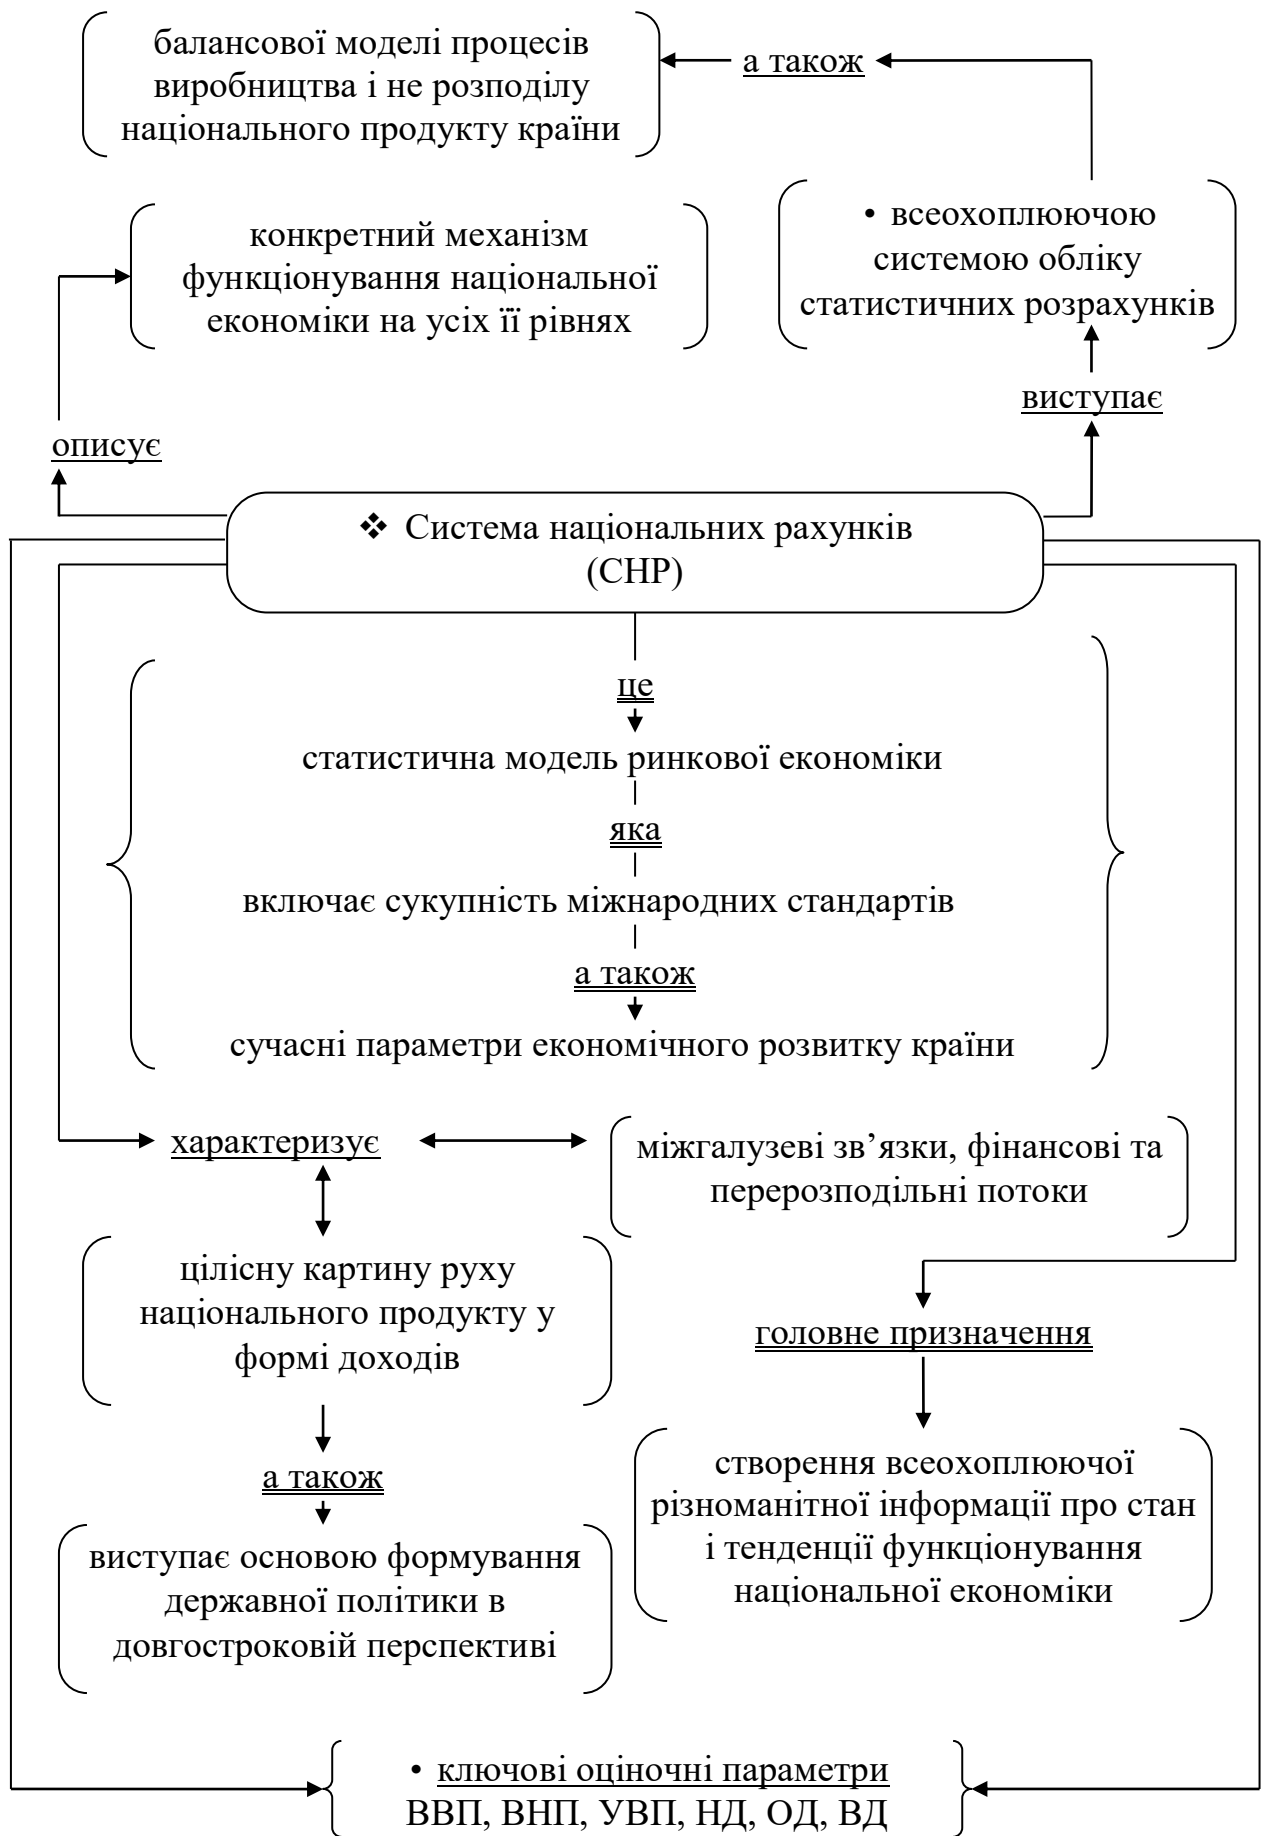 балансової моделі процесів
виробництва і не розподілу
національного продукту країни
а також
• всеохоплюючою
системою обліку
статистичних розрахунків
конкретний механізм
функціонування національної
економіки на усіх її рівнях
виступає
описує
❖ Система національних рахунків
(СНР)
це
статистична модель ринкової економіки
яка
включає сукупність міжнародних стандартів
а також
сучасні параметри економічного розвитку країни
характеризує
міжгалузеві зв’язки, фінансові та
перерозподільні потоки
цілісну картину руху
національного продукту у
формі доходів
головне призначення
а також
створення всеохоплюючої
різноманітної інформації про стан
і тенденції функціонування
національної економіки
виступає основою формування
державної політики в
довгостроковій перспективі
• ключові оціночні параметри
ВВП, ВНП, УВП, НД, ОД, ВД